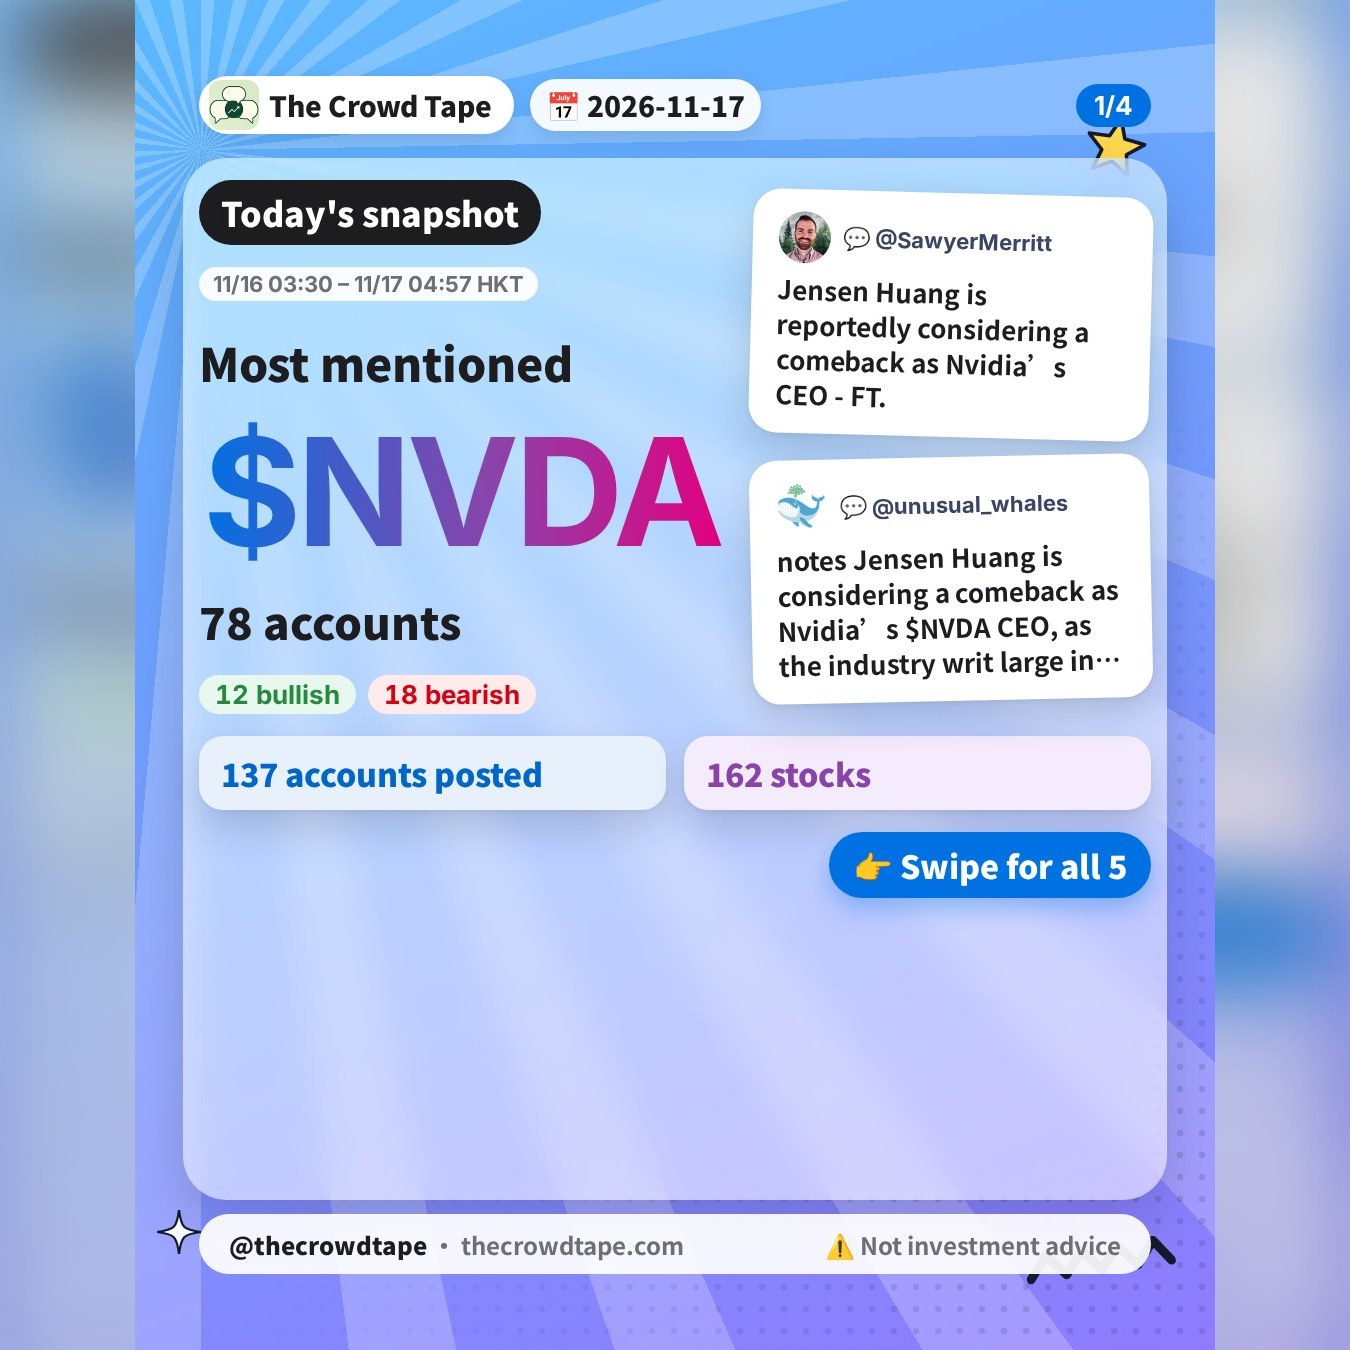 The Crowd Tape
July 17 2026-11-17
1/4
Today's snapshot
11/16 03:30 – 11/17 04:57 HKT
Most mentioned
$NVDA
78 accounts
12 bullish
18 bearish
@SawyerMerritt
Jensen Huang is
reportedly considering a
comeback as Nvidia’s
CEO - FT.
@unusual_whales
notes Jensen Huang is
considering a comeback as
Nvidia’s $NVDA CEO, as
the industry writ large in…
137 accounts posted
162 stocks
Swipe for all 5
@thecrowdtape • thecrowdtape.com
Not investment advice